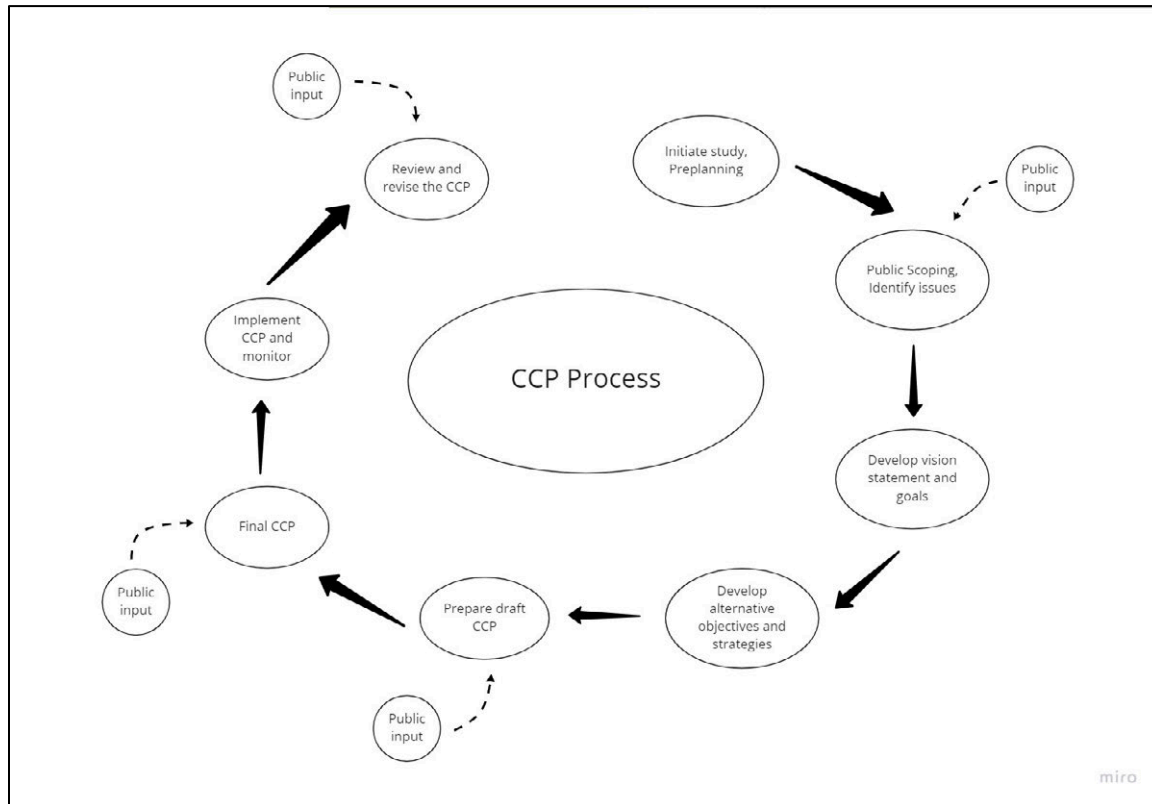 Initiate study,
Preplanning
Public
input
Public Scoping,
Identify issues
Develop vision
statement and
goals
Develop
alternative
objectives and
strategies
Prepare draft
CCP
Public
input
Final CCP
Public
input
Implement
CCP and
monitor
Review and
revise the CCP
Public
input
CCP Process
miro